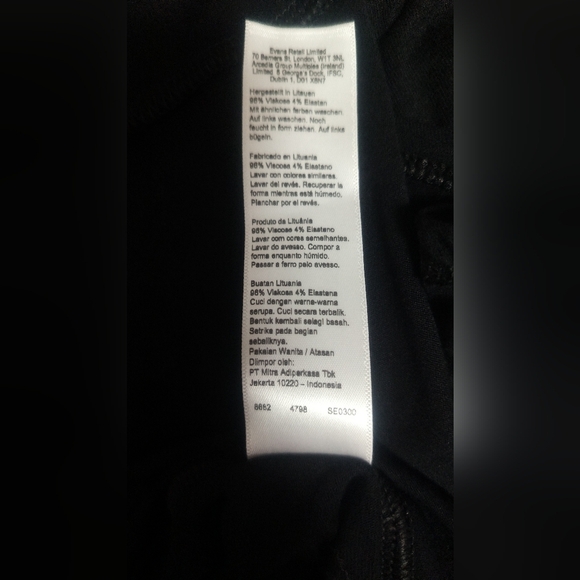 Evans Retail Limited
70 Berners St, London, W1T 3NL
Arcadia Group Multiples (Ireland)
Limited, 6 George's Dock, IFSC,
Dublin 1, D01 X8N7
Hergestellt in Litauen
96% Viskose 4% Elastan
Mit ähnlichen farben waschen.
Auf links waschen. Noch
feucht in form ziehen. Auf links
bügeln.
Fabricado en Lituania
96% Viscosa 4% Elastano
Lavar con colores similares.
Lavar del revés. Recuperar la
forma mientras está húmedo.
Planchar por el revés.
Produto da Lituânia
96% Viscose 4% Elastano
Lavar com cores semelhantes.
Lavar do avesso. Compor a
forma enquanto húmido.
Passar a ferro pelo avesso.
Buatan Lituania
96% Viskosa 4% Elastana
Cuci dengan warna-warna
serupa. Cuci secara terbalik.
Bentuk kembali selagi basah.
Setrika pada bagian
sebaliknya.
Pakaian Wanita / Atasan
Diimpor oleh:
PT Mitra Adiperkasa Tbk
Jakarta 10220 – Indonesia
8662 4798 SE0300